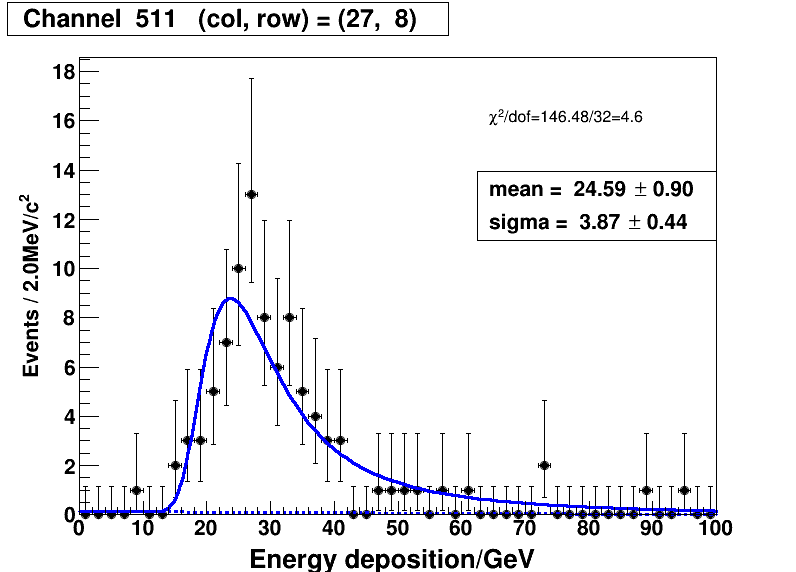 Channel 511 (col, row) = (27, 8)
χ²/dof=146.48/32=4.6
mean = 24.59 ± 0.90
sigma = 3.87 ± 0.44
Events / 2.0MeV/c²
18
16
14
12
10
8
6
4
2
0
0 10 20 30 40 50 60 70 80 90 100
Energy deposition/GeV